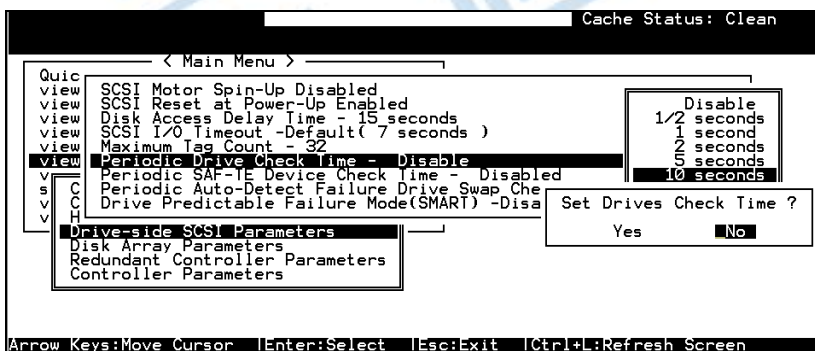 Cache Status: Clean
< Main Menu >
Quic
view SCSI Motor Spin-Up Disabled
view SCSI Reset at Power-Up Enabled
view Disk Access Delay Time - 15 seconds
view SCSI I/O Timeout -Default( 7 seconds )
view Maximum Tag Count - 32
view Periodic Drive Check Time - Disable
v Periodic SAF-TE Device Check Time - Disabled
s C Periodic Auto-Detect Failure Drive Swap Che
v C Drive Predictable Failure Mode(SMART) -Disa
v H
Drive-side SCSI Parameters
Disk Array Parameters
Redundant Controller Parameters
Controller Parameters
Disable
1/2 seconds
1 second
2 seconds
5 seconds
10 seconds
Set Drives Check Time ?
Yes No
Arrow Keys:Move Cursor |Enter:Select |Esc:Exit |Ctrl+L:Refresh Screen